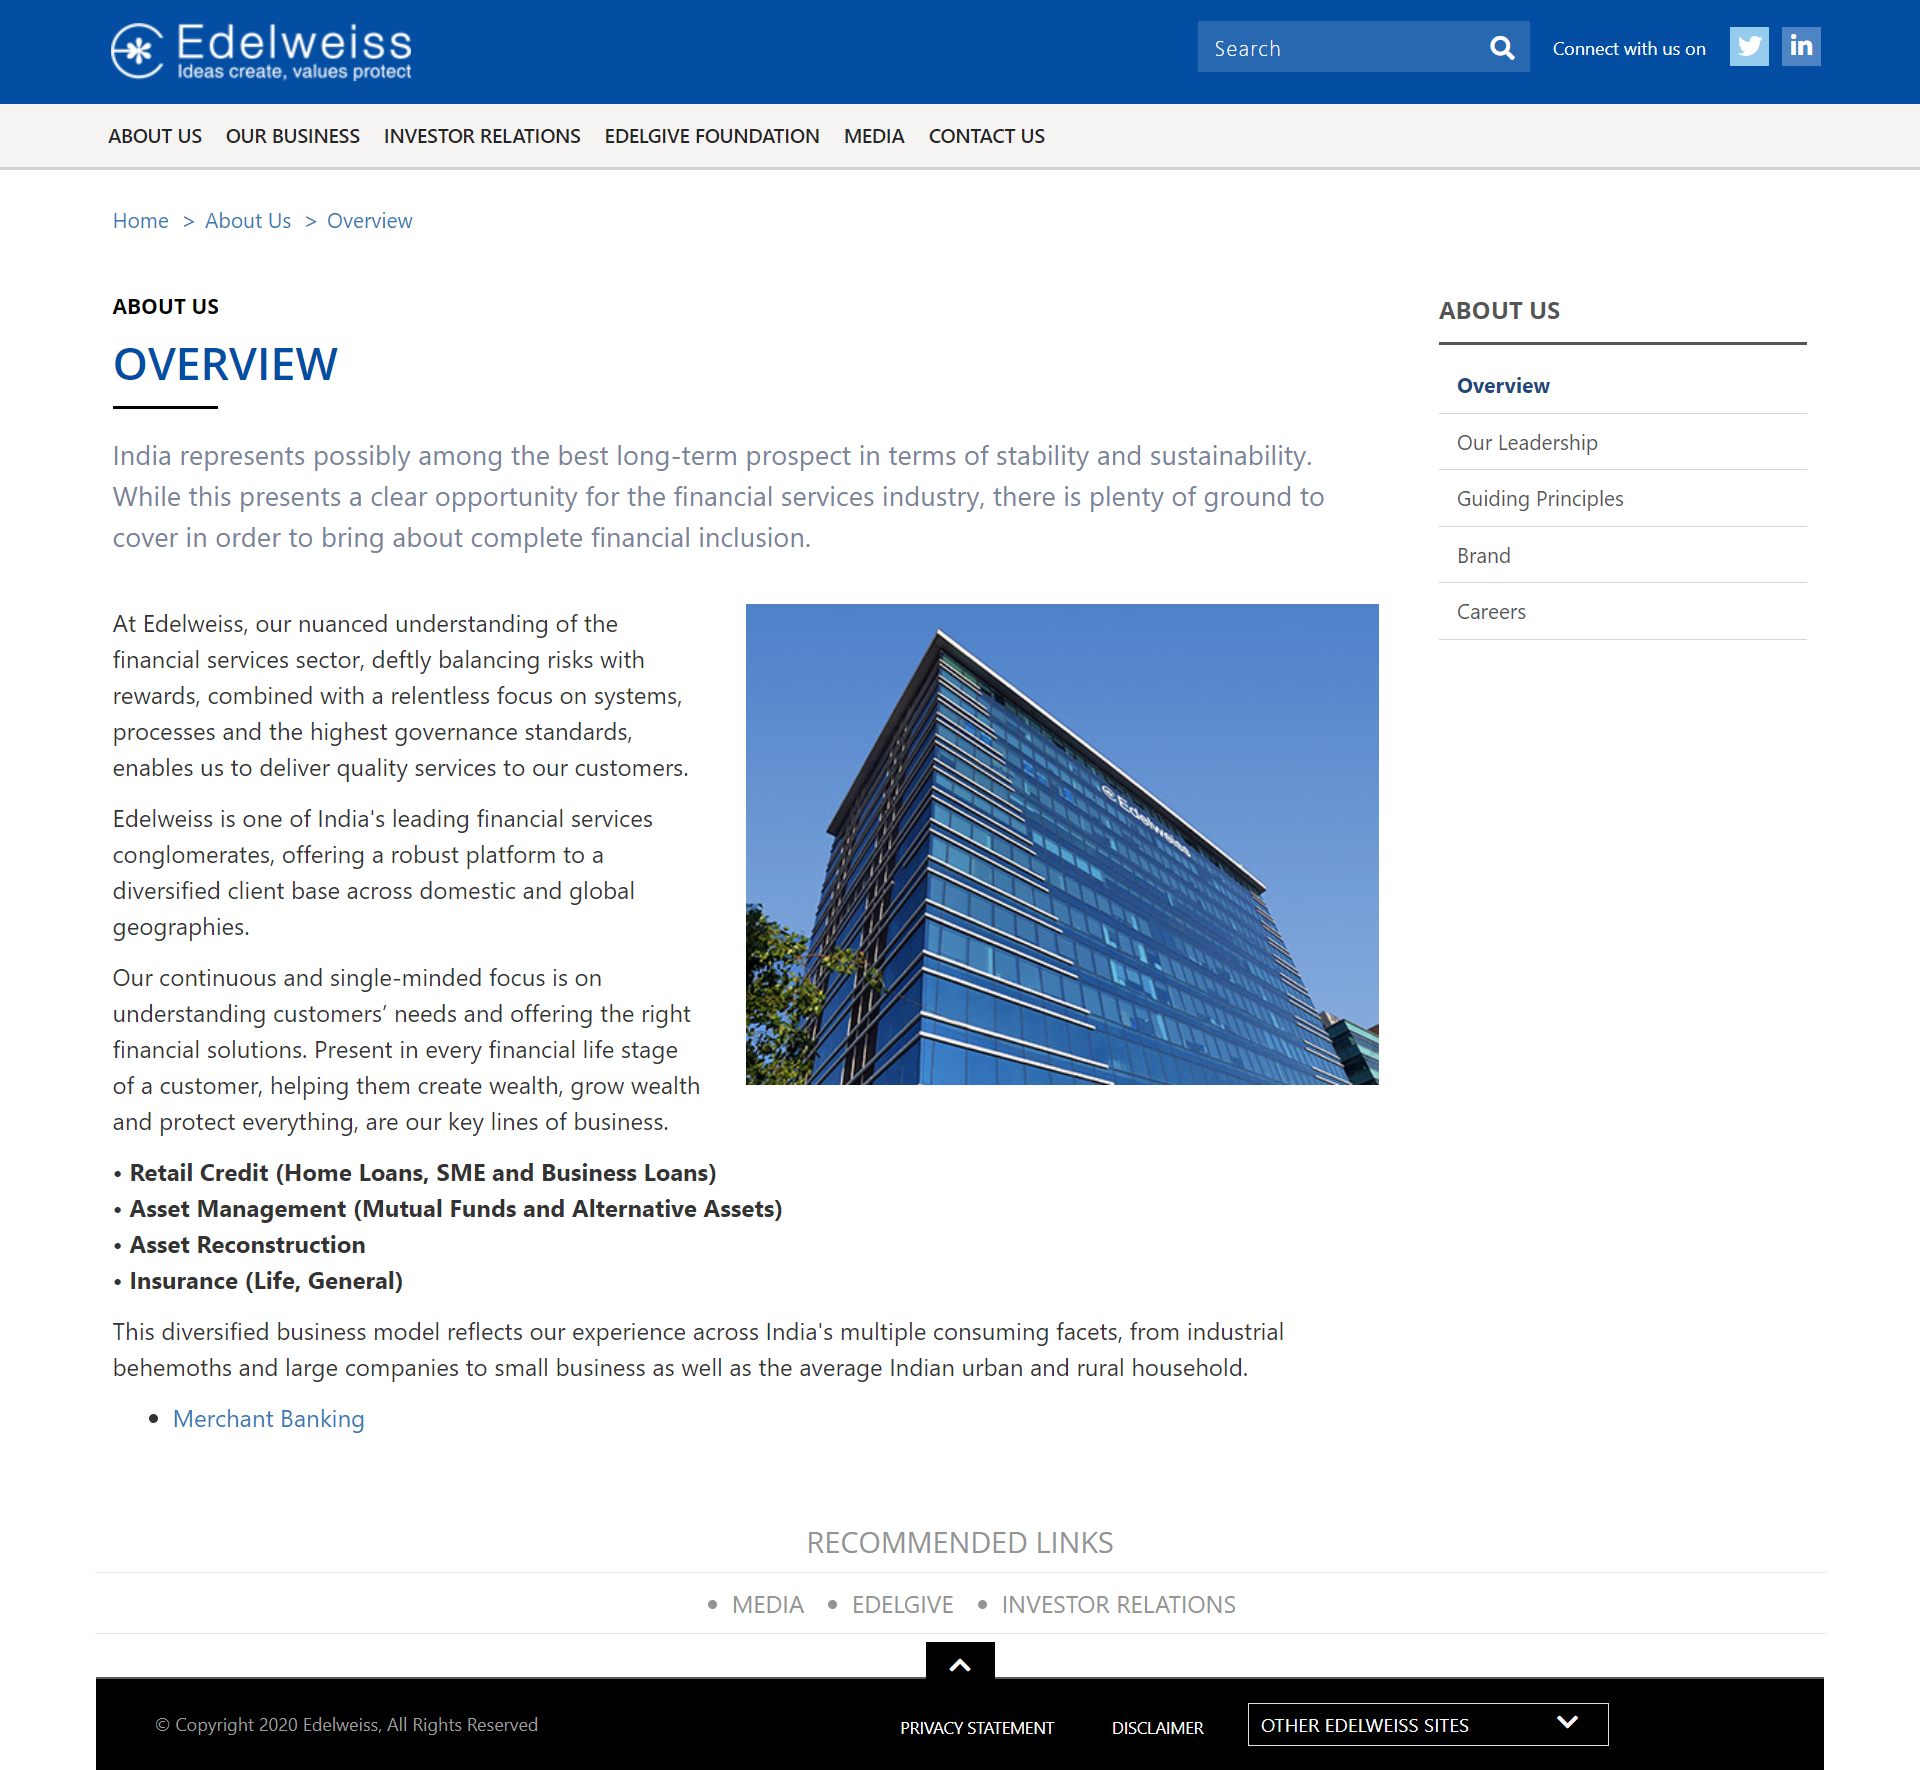 Edelweiss
Ideas create, values protect
Search
Connect with us on
ABOUT US OUR BUSINESS INVESTOR RELATIONS EDELGIVE FOUNDATION MEDIA CONTACT US
Home > About Us > Overview
ABOUT US
OVERVIEW
India represents possibly among the best long-term prospect in terms of stability and sustainability.
While this presents a clear opportunity for the financial services industry, there is plenty of ground to
cover in order to bring about complete financial inclusion.
At Edelweiss, our nuanced understanding of the
financial services sector, deftly balancing risks with
rewards, combined with a relentless focus on systems,
processes and the highest governance standards,
enables us to deliver quality services to our customers.
Edelweiss is one of India's leading financial services
conglomerates, offering a robust platform to a
diversified client base across domestic and global
geographies.
Our continuous and single-minded focus is on
understanding customers’ needs and offering the right
financial solutions. Present in every financial life stage
of a customer, helping them create wealth, grow wealth
and protect everything, are our key lines of business.
Edelweiss
• Retail Credit (Home Loans, SME and Business Loans)
• Asset Management (Mutual Funds and Alternative Assets)
• Asset Reconstruction
• Insurance (Life, General)
This diversified business model reflects our experience across India's multiple consuming facets, from industrial
behemoths and large companies to small business as well as the average Indian urban and rural household.
• Merchant Banking
ABOUT US
Overview
Our Leadership
Guiding Principles
Brand
Careers
RECOMMENDED LINKS
• MEDIA • EDELGIVE • INVESTOR RELATIONS
© Copyright 2020 Edelweiss, All Rights Reserved
PRIVACY STATEMENT DISCLAIMER OTHER EDELWEISS SITES